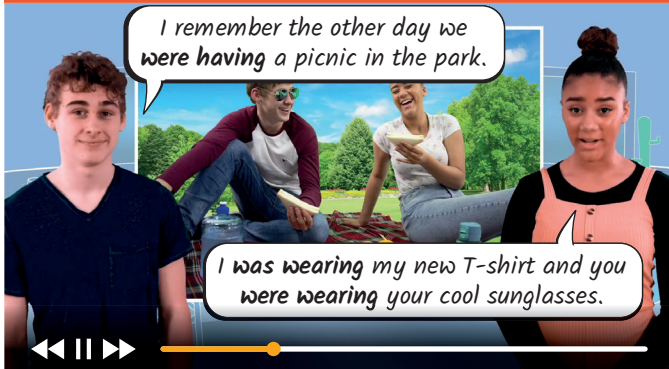 I remember the other day we
were having a picnic in the park.
I was wearing my new T-shirt and you
were wearing your cool sunglasses.